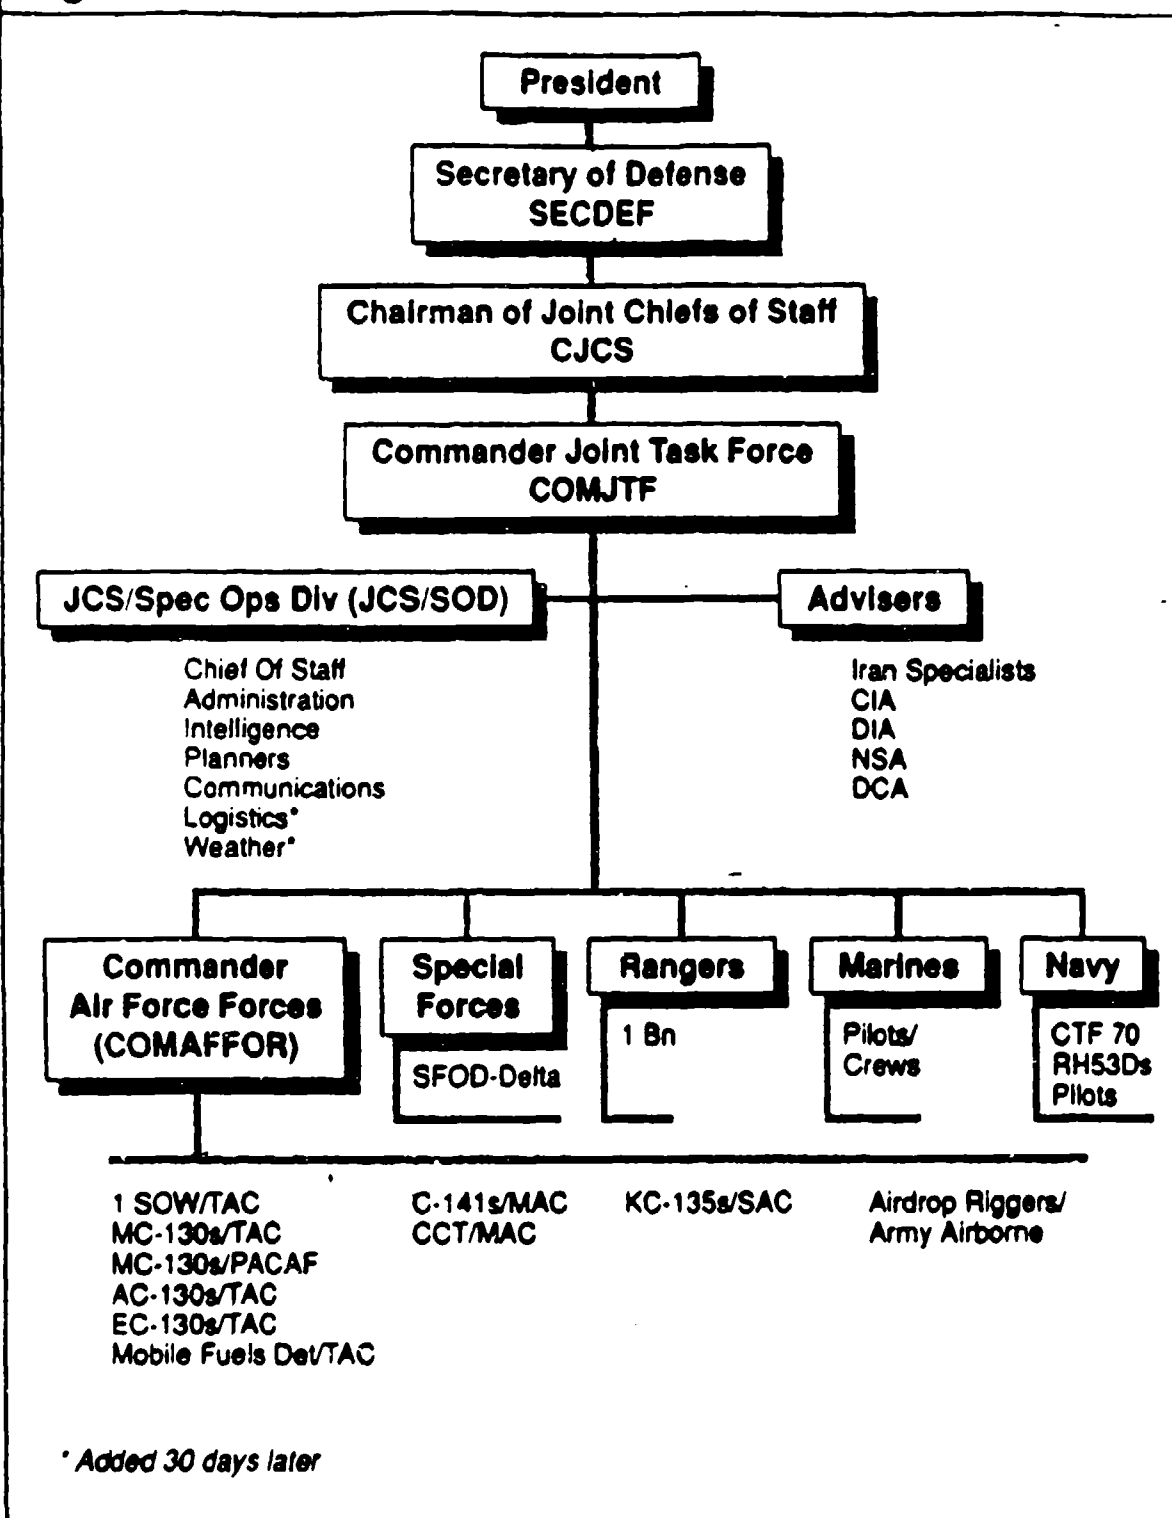 President
Secretary of Defense
SECDEF
Chairman of Joint Chiefs of Staff
CJCS
Commander Joint Task Force
COMJTF
JCS/Spec Ops Div (JCS/SOD)
Chief Of Staff
Administration
Intelligence
Planners
Communications
Logistics*
Weather*
Advisers
Iran Specialists
CIA
DIA
NSA
DCA
Commander
Air Force Forces
(COMAFFOR)
Special
Forces
SFOD-Delta
Rangers
1 Bn
Marines
Pilots/
Crews
Navy
CTF 70
RH53Ds
Pilots
1 SOW/TAC
MC-130s/TAC
MC-130s/PACAF
AC-130s/TAC
EC-130s/TAC
Mobile Fuels Det/TAC
C-141s/MAC
CCT/MAC
KC-135s/SAC
Airdrop Riggers/
Army Airborne
* Added 30 days later